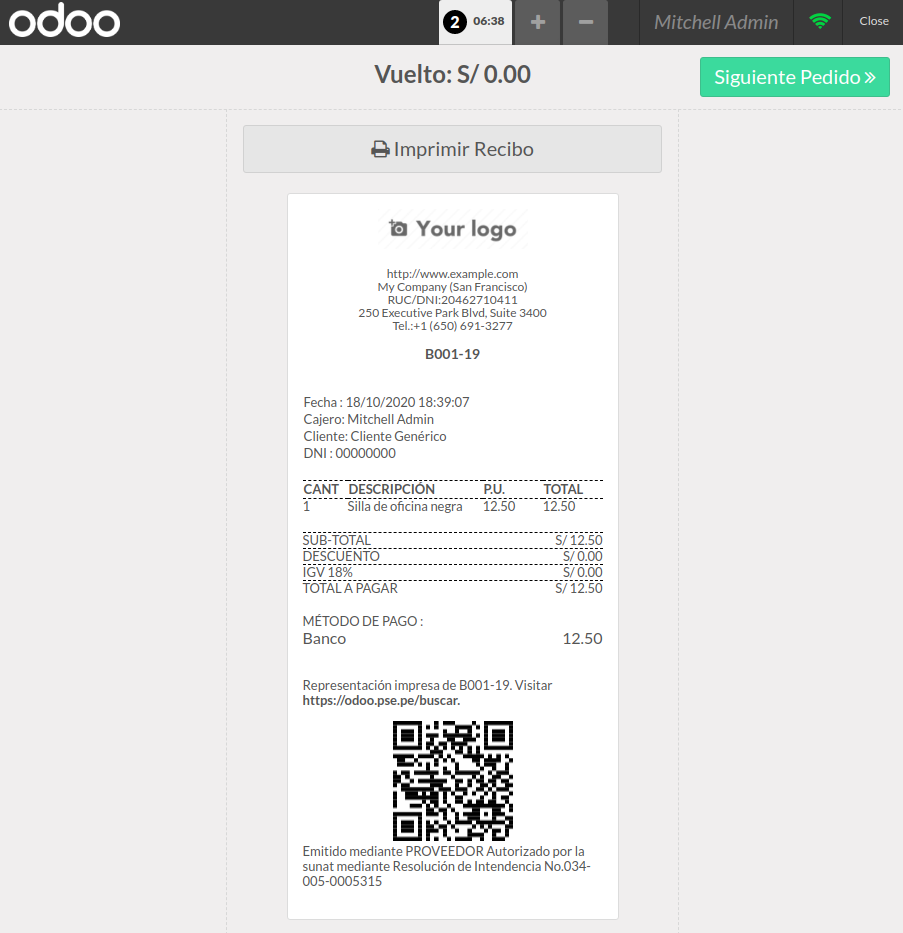 odoo
2 06:38
+
−
Mitchell Admin
Close
Vuelto: S/ 0.00
Siguiente Pedido »
Imprimir Recibo
Your logo
http://www.example.com
My Company (San Francisco)
RUC/DNI:20462710411
250 Executive Park Blvd, Suite 3400
Tel.:+1 (650) 691-3277
B001-19
Fecha : 18/10/2020 18:39:07
Cajero: Mitchell Admin
Cliente: Cliente Genérico
DNI : 00000000
CANT DESCRIPCIÓN P.U. TOTAL
1 Silla de oficina negra 12.50 12.50
SUB-TOTAL S/ 12.50
DESCUENTO S/ 0.00
IGV 18% S/ 0.00
TOTAL A PAGAR S/ 12.50
MÉTODO DE PAGO :
Banco 12.50
Representación impresa de B001-19. Visitar
https://odoo.pse.pe/buscar.
Emitido mediante PROVEEDOR Autorizado por la
sunat mediante Resolución de Intendencia No.034-
005-0005315